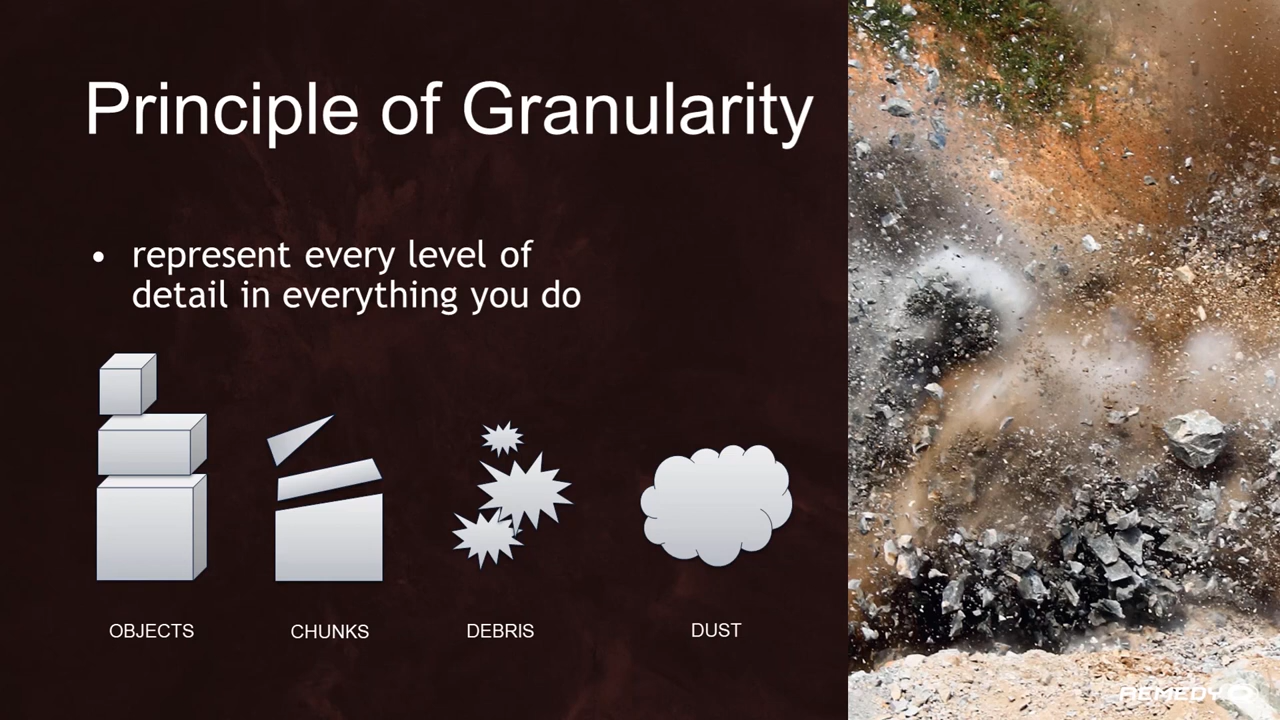 Principle of Granularity
• represent every level of
detail in everything you do
OBJECTS
CHUNKS
DEBRIS
DUST
REMEDY